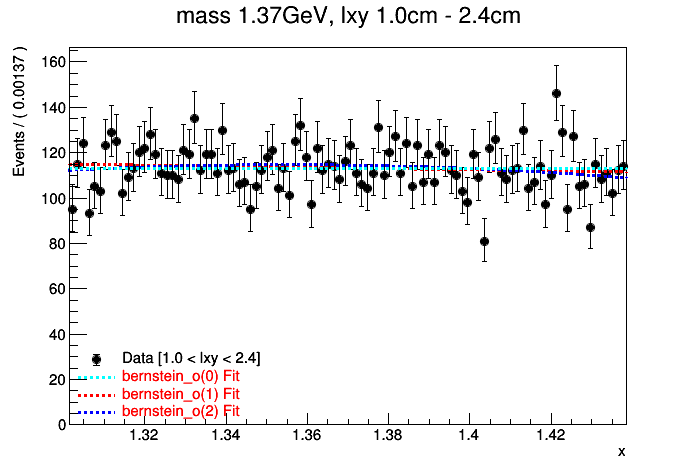 mass 1.37GeV, lxy 1.0cm - 2.4cm
Events / ( 0.00137 )
160
140
120
100
80
60
40
20
0
Data [1.0 < lxy < 2.4]
bernstein_o(0) Fit
bernstein_o(1) Fit
bernstein_o(2) Fit
1.32 1.34 1.36 1.38 1.4 1.42
x